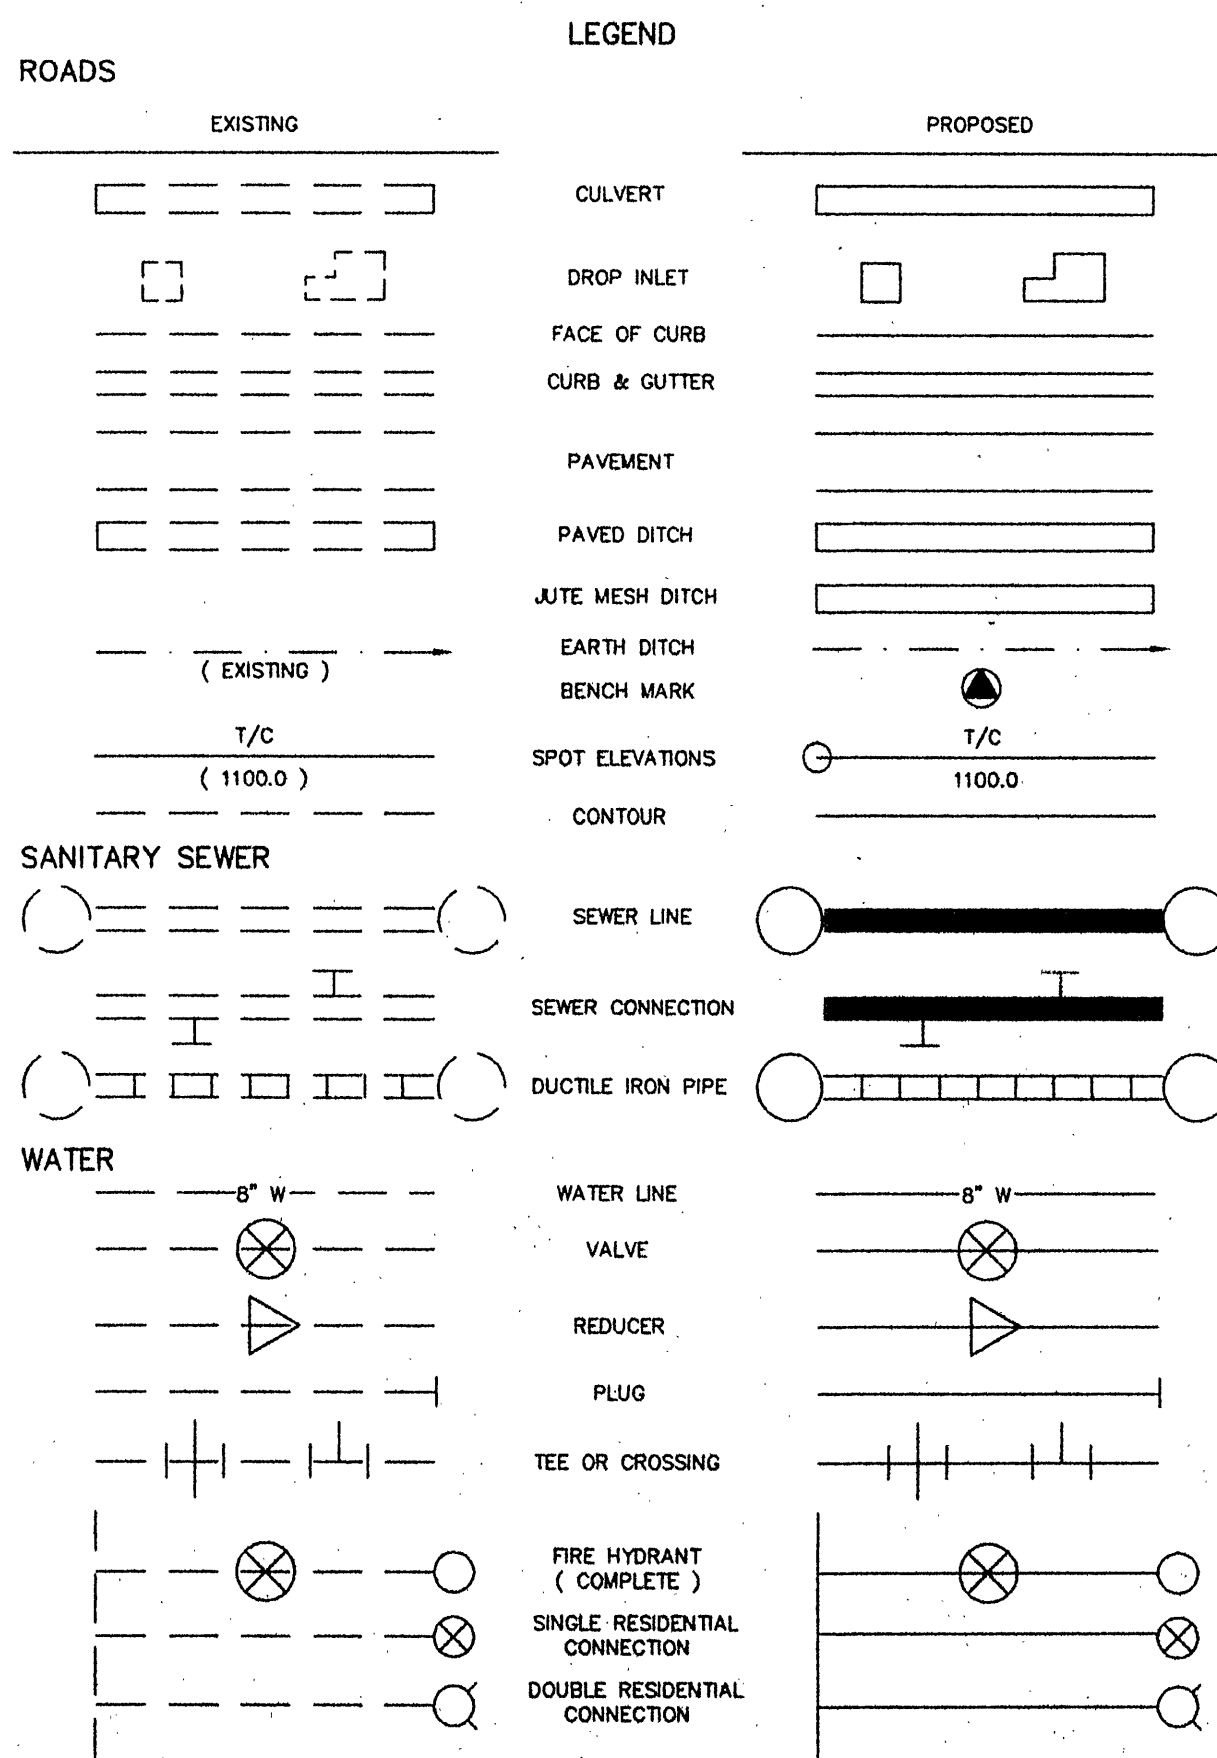 LEGEND
ROADS
EXISTING
PROPOSED
CULVERT
DROP INLET
FACE OF CURB
CURB & GUTTER
PAVEMENT
PAVED DITCH
JUTE MESH DITCH
EARTH DITCH
( EXISTING )
BENCH MARK
T/C
SPOT ELEVATIONS
T/C
( 1100.0 )
1100.0
CONTOUR
SANITARY SEWER
SEWER LINE
SEWER CONNECTION
DUCTILE IRON PIPE
WATER
8" W
WATER LINE
8" W
VALVE
REDUCER
PLUG
TEE OR CROSSING
FIRE HYDRANT
( COMPLETE )
SINGLE RESIDENTIAL
CONNECTION
DOUBLE RESIDENTIAL
CONNECTION